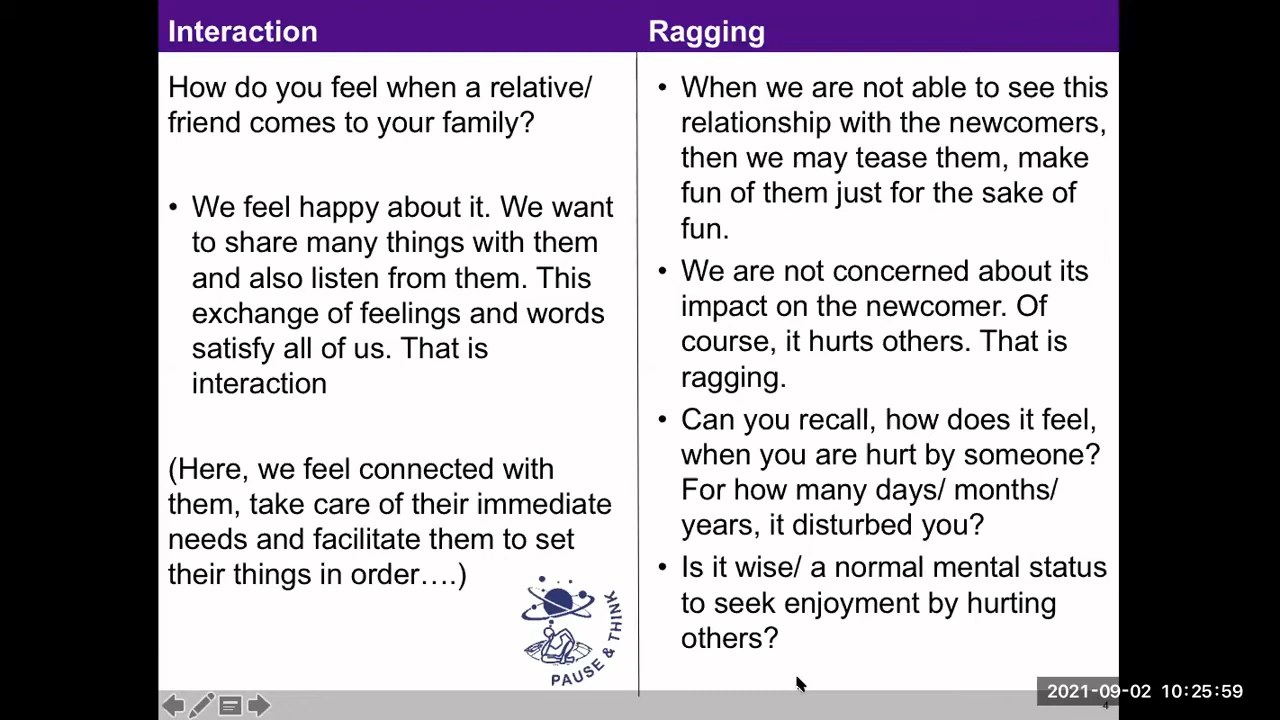 Interaction
How do you feel when a relative/
friend comes to your family?
• We feel happy about it. We want
to share many things with them
and also listen from them. This
exchange of feelings and words
satisfy all of us. That is
interaction
(Here, we feel connected with
them, take care of their immediate
needs and facilitate them to set
their things in order….)
PAUSE & THINK
Ragging
• When we are not able to see this
relationship with the newcomers,
then we may tease them, make
fun of them just for the sake of
fun.
• We are not concerned about its
impact on the newcomer. Of
course, it hurts others. That is
ragging.
• Can you recall, how does it feel,
when you are hurt by someone?
For how many days/ months/
years, it disturbed you?
• Is it wise/ a normal mental status
to seek enjoyment by hurting
others?
2021-09-02 10:25:59
4